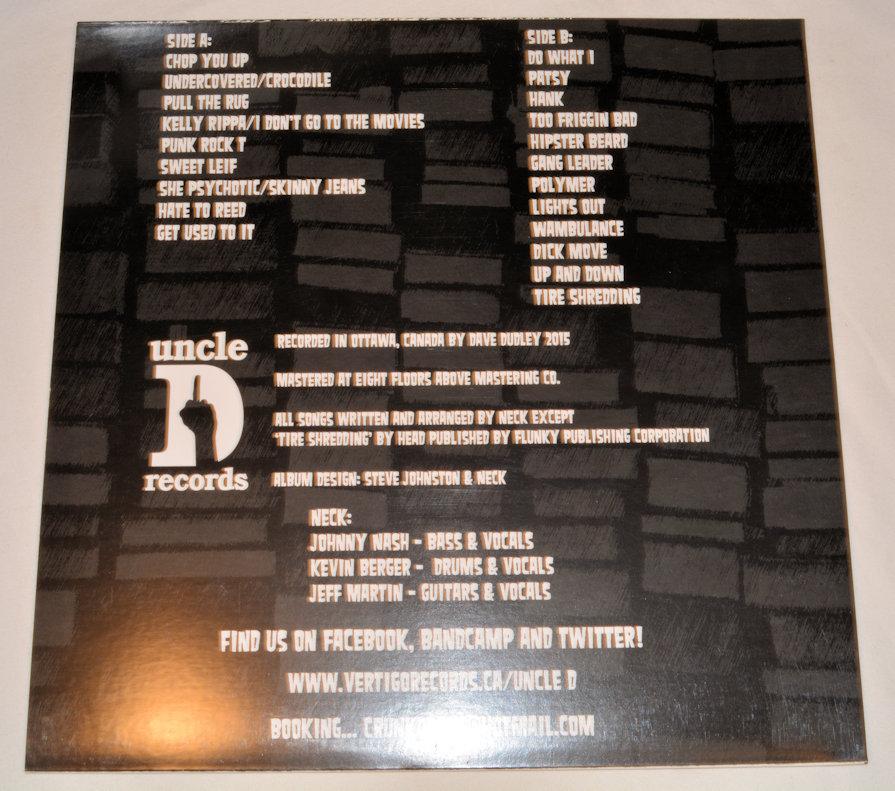 SIDE A:
CHOP YOU UP
UNDERCOVERED/CROCODILE
PULL THE RUG
KELLY RIPPA/I DON'T GO TO THE MOVIES
PUNK ROCK T
SWEET LEIF
SHE PSYCHOTIC/SKINNY JEANS
HATE TO REED
GET USED TO IT
SIDE B:
DO WHAT I
PATSY
HANK
TOO FRIGGIN BAD
HIPSTER BEARD
GANG LEADER
POLYMER
LIGHTS OUT
WAMBULANCE
DICK MOVE
UP AND DOWN
TIRE SHREDDING
uncle
D
records
RECORDED IN OTTAWA, CANADA BY DAVE DUDLEY 2015
MASTERED AT EIGHT FLOORS ABOVE MASTERING CO.
ALL SONGS WRITTEN AND ARRANGED BY NECK EXCEPT
'TIRE SHREDDING' BY HEAD PUBLISHED BY FLUNKY PUBLISHING CORPORATION
ALBUM DESIGN: STEVE JOHNSTON & NECK
NECK:
JOHNNY NASH - BASS & VOCALS
KEVIN BERGER - DRUMS & VOCALS
JEFF MARTIN - GUITARS & VOCALS
FIND US ON FACEBOOK, BANDCAMP AND TWITTER!
WWW.VERTIGORECORDS.CA/UNCLE D
BOOKING...